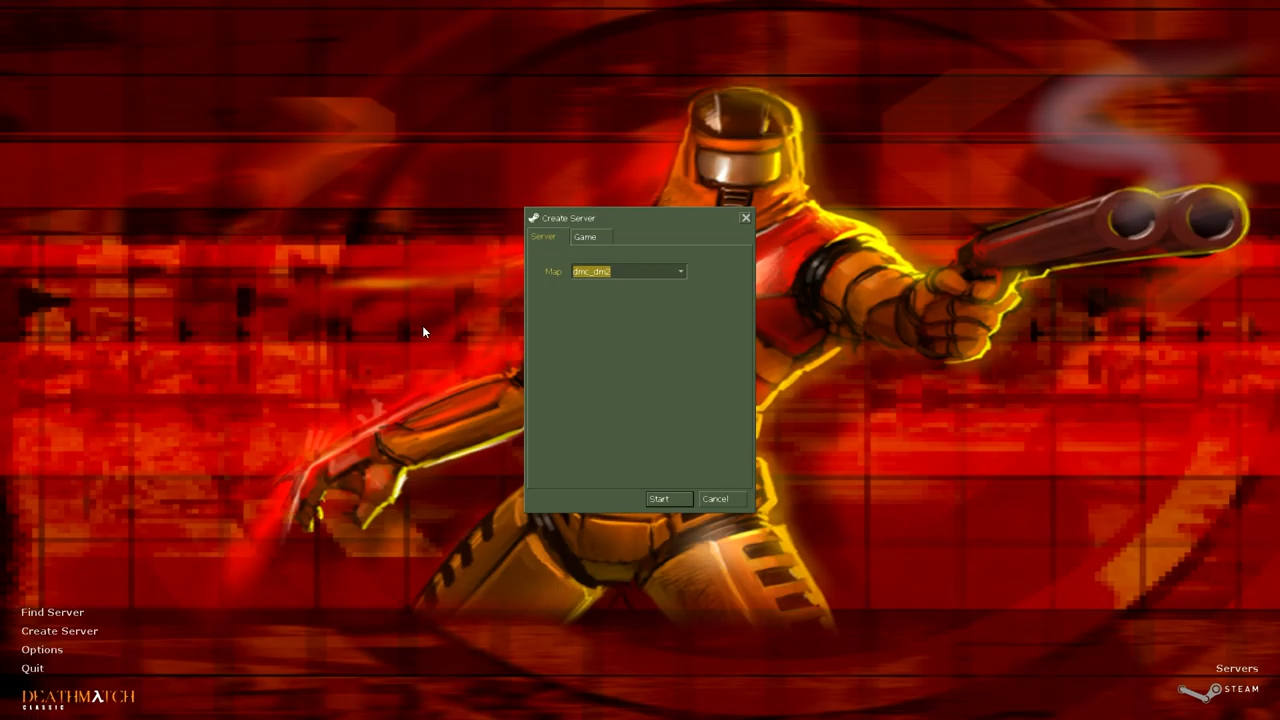 Create Server
Server Game
Map dmc_dm2
Start Cancel
Find Server
Create Server
Options
Quit
Servers
DEATHMATCH
CLASSIC
STEAM